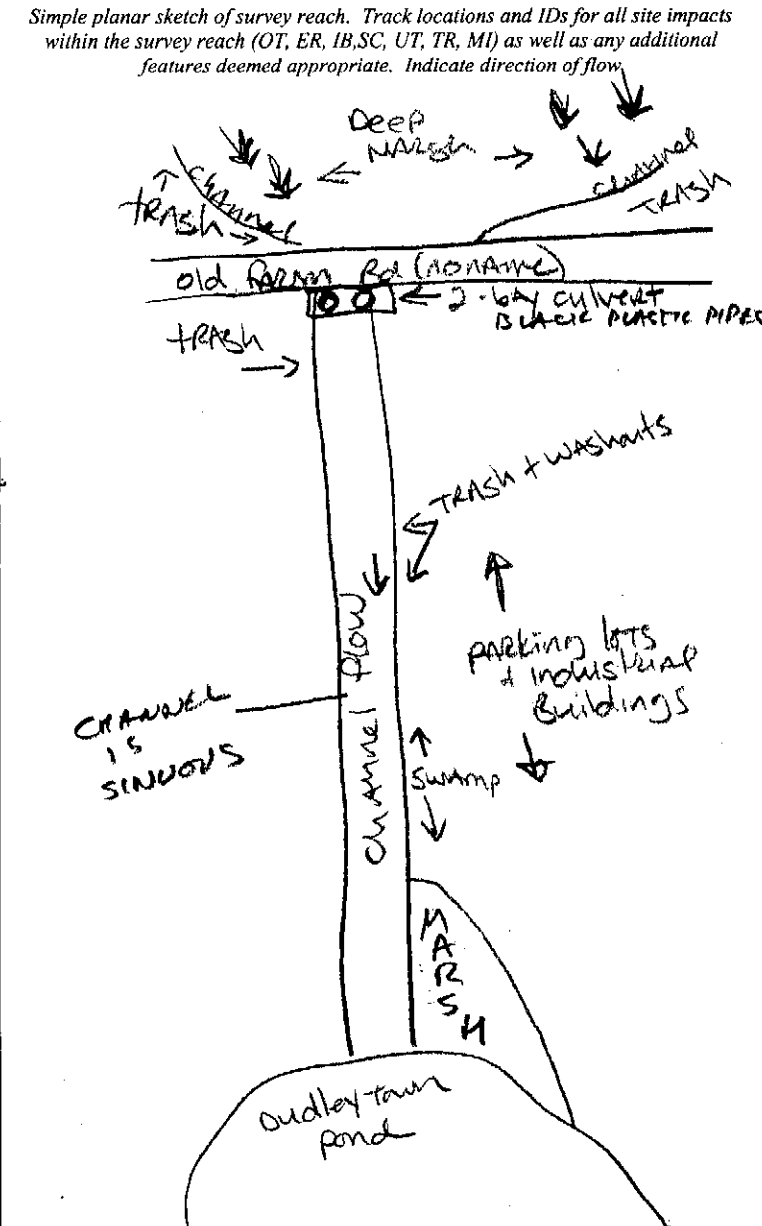 Simple planar sketch of survey reach. Track locations and IDs for all site impacts
within the survey reach (OT, ER, IB,SC, UT, TR, MI) as well as any additional
features deemed appropriate. Indicate direction of flow
Deep
Marsh
channel
trash
channel
TRASH
old Farm Rd (noname)
2-bay culvert
BLACK PLASTIC PIPES
tRAsh
TRASh + washouts
channel flow
PARking lots
+ industrial
Buildings
CHANNEL
IS
SINUOUS
swamp
MARSH
Dudley-town
pond